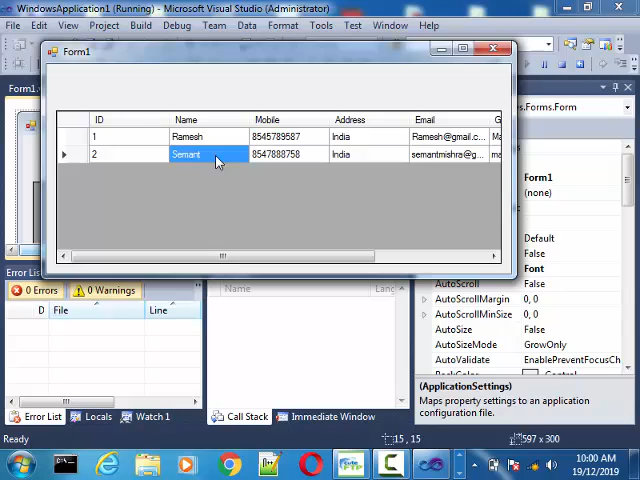 WindowsApplication1 (Running) - Microsoft Visual Studio (Administrator)
File Edit View Project Build Debug Team Data Format Tools Test Window Help
Form1
Form1.
s.Forms.Form
ID Name Mobile Address Email G
1 Ramesh 8545789587 India Ramesh@gmail.c... Ma
2 Semant 8547888758 India semantmishra@g... ma
Form1
(none)
Default
Font
AutoScroll False
AutoScrollMargin 0, 0
AutoScrollMinSize 0, 0
AutoSize False
AutoSizeMode GrowOnly
AutoValidate EnablePreventFocusCh
Error List
0 Errors 0 Warnings
D File Line
Name Lang
(ApplicationSettings)
Maps property settings to an application configuration file.
Error List Locals Watch 1 Call Stack Immediate Window
Ready 15, 15 597 x 300
10:00 AM
19/12/2019